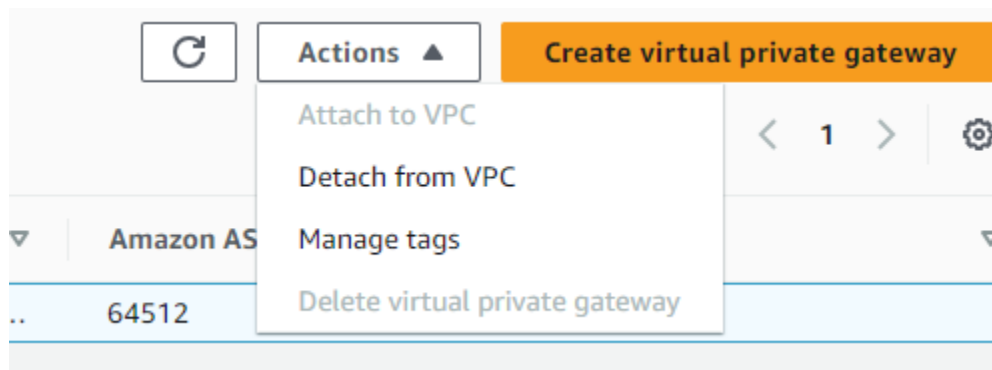 Actions
Create virtual private gateway
Attach to VPC
1
Detach from VPC
Amazon AS
Manage tags
64512
Delete virtual private gateway